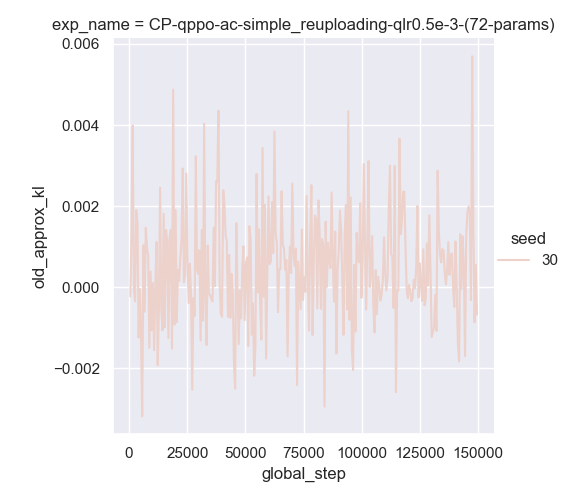 exp_name = CP-qppo-ac-simple_reuploading-qlr0.5e-3-(72-params)
0.006
0.004
0.002
0.000
−0.002
old_approx_kl
0 25000 50000 75000 100000 125000 150000
global_step
seed
30